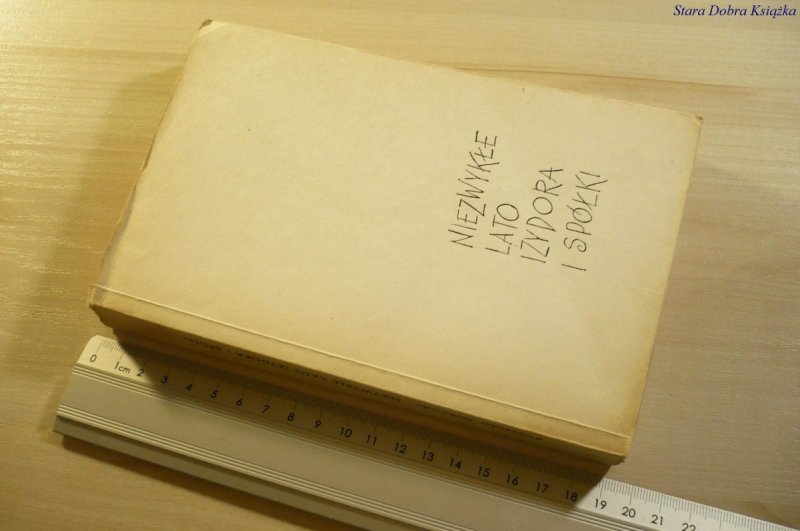 Stara Dobra Książka
NIEZWYKŁE
LATO
IZYDORA
I SPÓŁKI
0 1cm 2 3 4 5 6 7 8 9 10 11 12 13 14 15 16 17 18 19 20 21 22